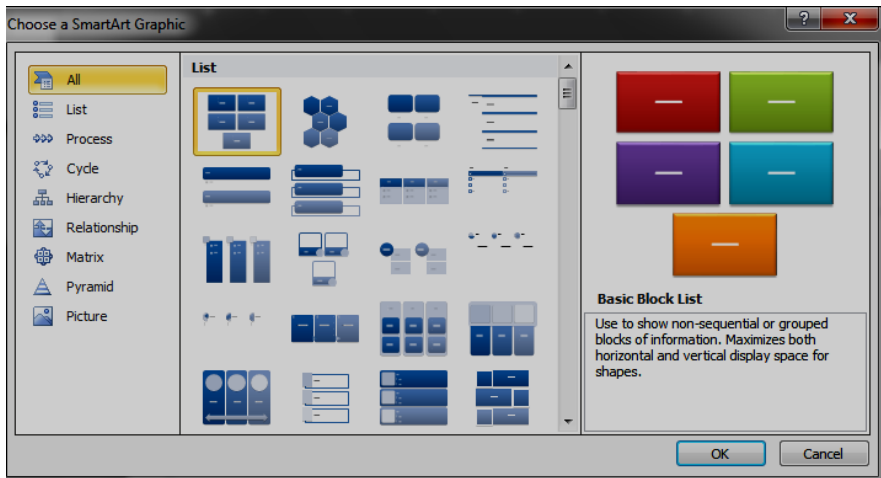 Choose a SmartArt Graphic
All
List
Process
Cycle
Hierarchy
Relationship
Matrix
Pyramid
Picture
List
Basic Block List
Use to show non-sequential or grouped
blocks of information. Maximizes both
horizontal and vertical display space for
shapes.
OK
Cancel